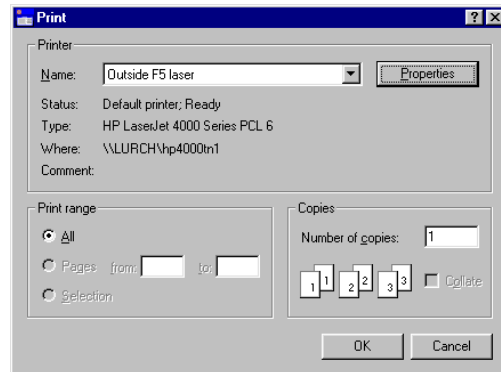 Print
Printer
Name: Outside F5 laser Properties
Status: Default printer; Ready
Type: HP LaserJet 4000 Series PCL 6
Where: \\LURCH\hp4000tn1
Comment:
Print range
All
Pages from: to:
Selection
Copies
Number of copies: 1
1 1 2 2 3 3 Collate
OK Cancel